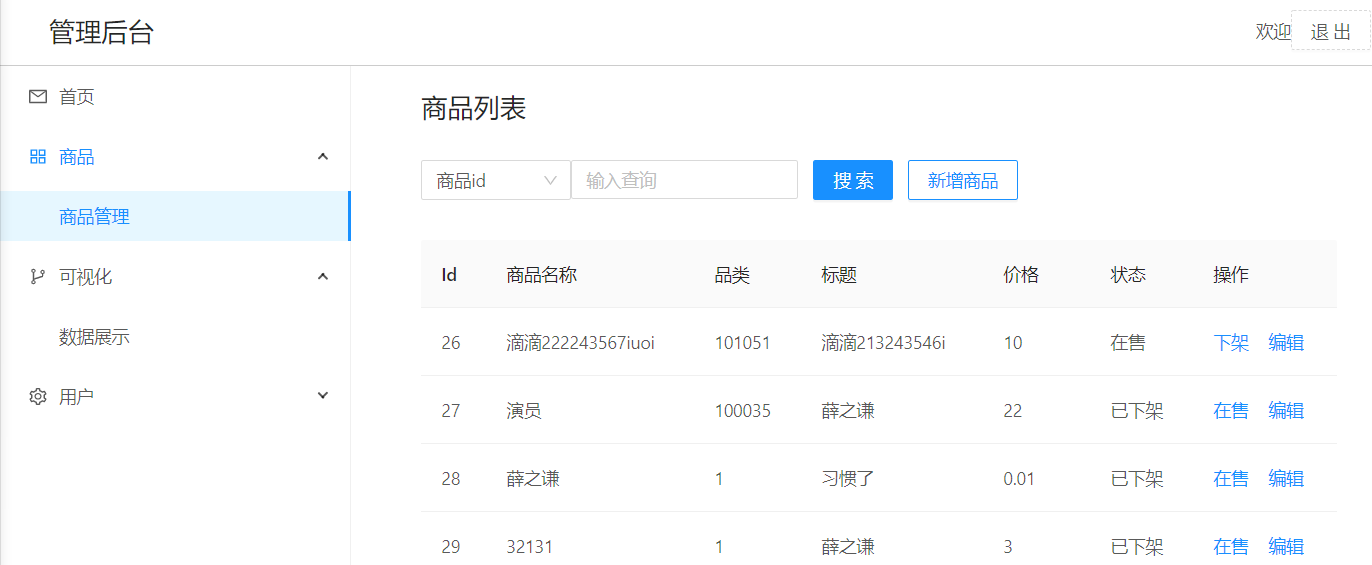 管理后台
欢迎 退 出
首页
商品
商品管理
可视化
数据展示
用户
商品列表
商品id 输入查询 搜 索 新增商品
Id 商品名称 品类 标题 价格 状态 操作
26 滴滴222243567iuoi 101051 滴滴213243546i 10 在售 下架 编辑
27 演员 100035 薛之谦 22 已下架 在售 编辑
28 薛之谦 1 习惯了 0.01 已下架 在售 编辑
29 32131 1 薛之谦 3 已下架 在售 编辑